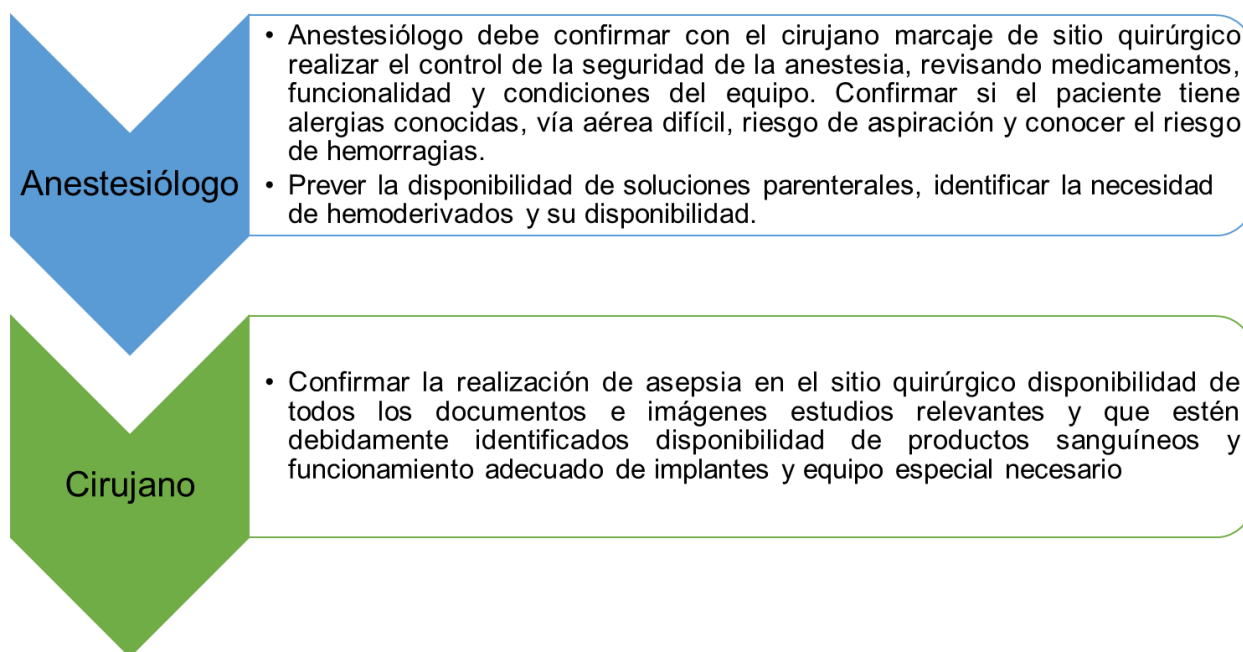 Anestesiólogo
• Anestesiólogo debe confirmar con el cirujano marcaje de sitio quirúrgico
realizar el control de la seguridad de la anestesia, revisando medicamentos,
funcionalidad y condiciones del equipo. Confirmar si el paciente tiene
alergias conocidas, vía aérea difícil, riesgo de aspiración y conocer el riesgo
de hemorragias.
• Prever la disponibilidad de soluciones parenterales, identificar la necesidad
de hemoderivados y su disponibilidad.
Cirujano
• Confirmar la realización de asepsia en el sitio quirúrgico disponibilidad de
todos los documentos e imágenes estudios relevantes y que estén
debidamente identificados disponibilidad de productos sanguíneos y
funcionamiento adecuado de implantes y equipo especial necesario